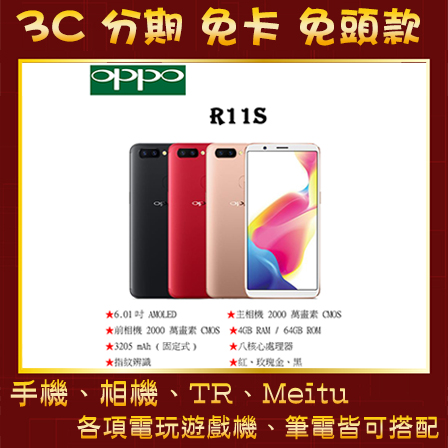 3C 分期 免卡 免頭款
oppo
R11S
★6.01吋 AMOLED ★主相機 2000 萬畫素 CMOS
★前相機 2000 萬畫素 CMOS ★4GB RAM / 64GB ROM
★3205 mAh ( 固定式 ) ★八核心處理器
★指紋辨識 ★紅、玫瑰金、黑
手機、相機、TR、Meitu
各項電玩遊戲機、筆電皆可搭配